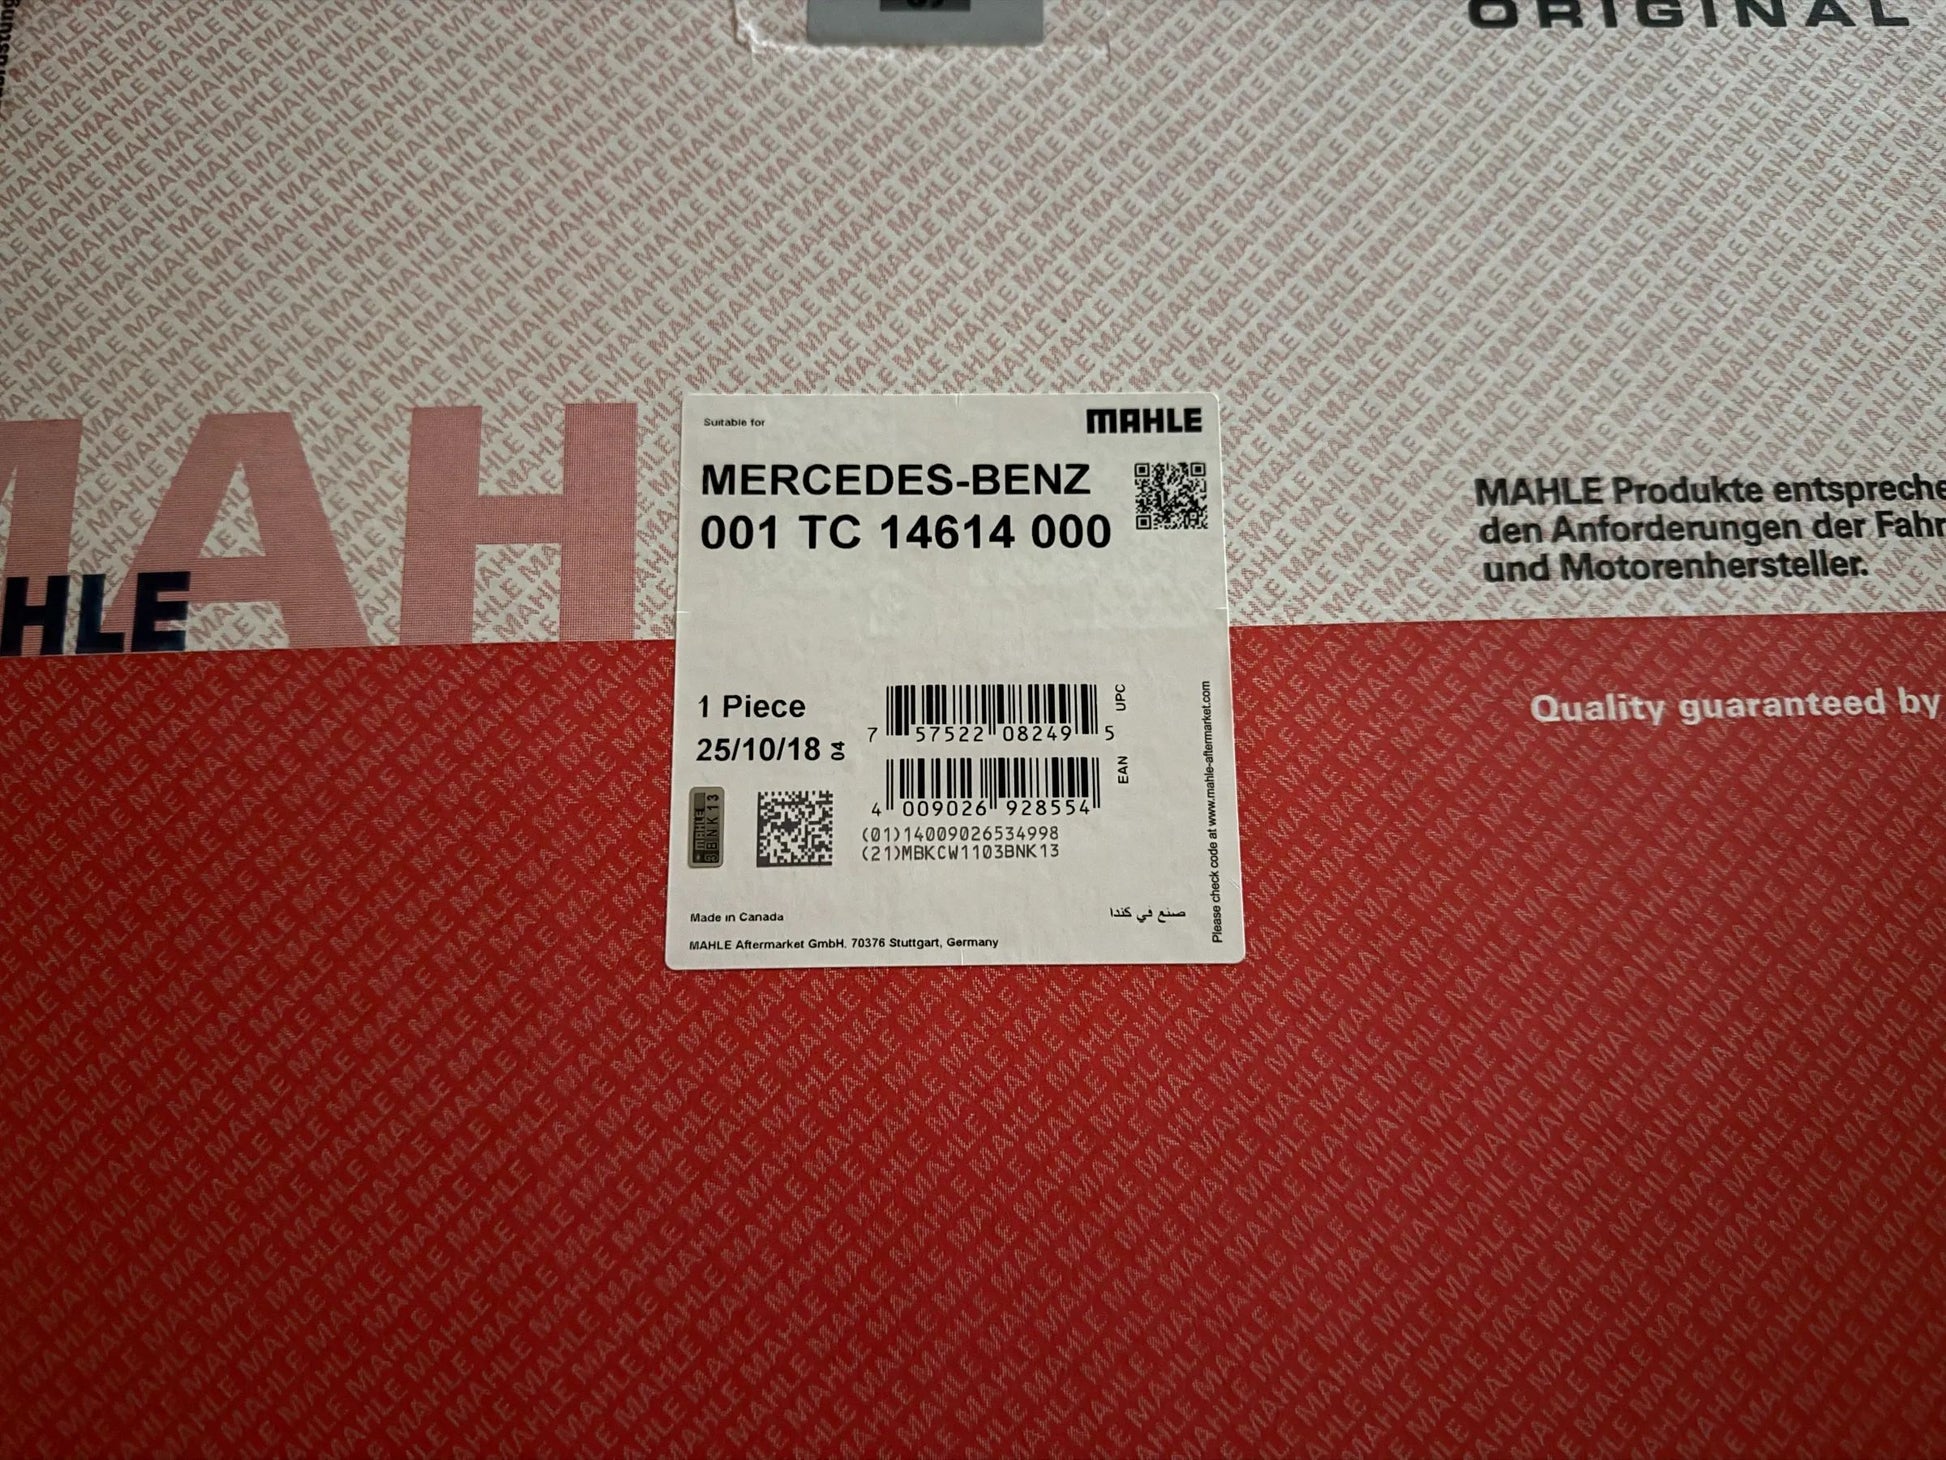 ORIGINAL
MAH
HLE
Suitable for
MAHLE
MERCEDES-BENZ
001 TC 14614 000
MAHLE Produkte entspreche
den Anforderungen der Fahr
und Motorenhersteller.
Quality guaranteed by
1 Piece
25/10/18 04
7 57522 08249 5
UPC
4 009026 928554
EAN
(01)14009026534998
(21)MBKCW1103BNK13
MAHLE
3BNK13
Please check code at www.mahle-aftermarket.com
Made in Canada
صنع في كندا
MAHLE Aftermarket GmbH. 70376 Stuttgart, Germany